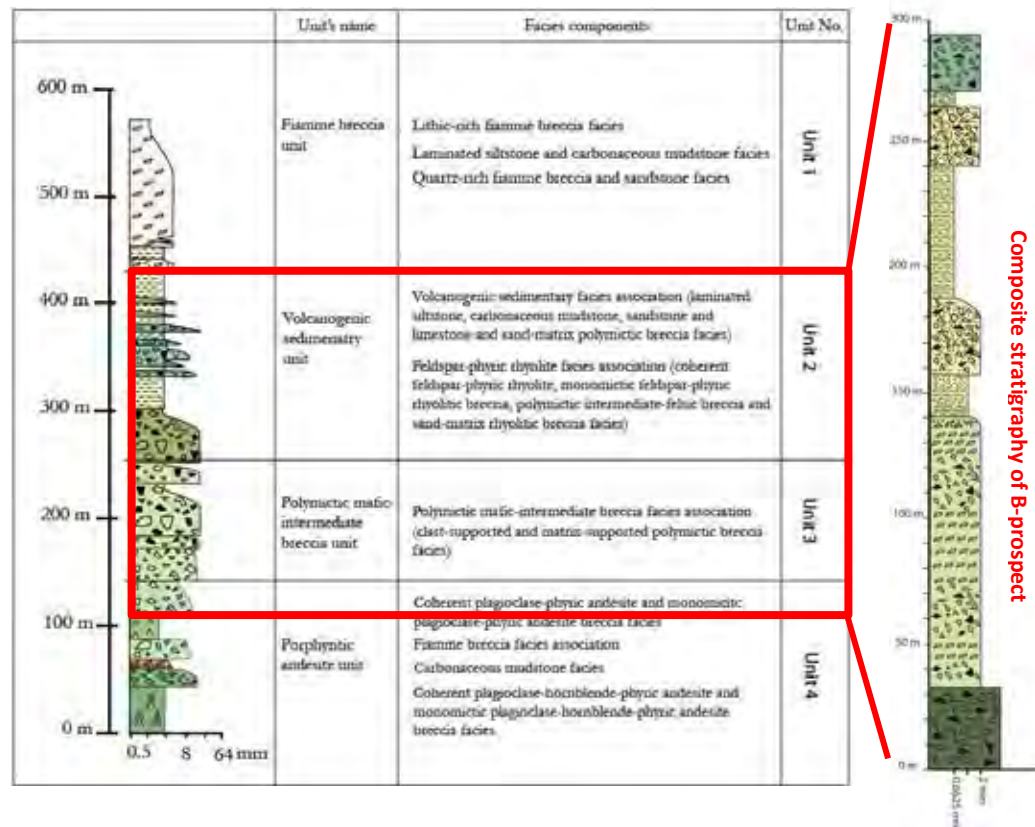 Unit's name
Facies components
Unit No.
600 m
500 m
400 m
300 m
200 m
100 m
0 m
0.5 8 64 mm
Fiamme breccia
unit
Lithic-rich fiamme breccia facies
Laminated siltstone and carbonaceous mudstone facies
Quartz-rich fiamme breccia and sandstone facies
Unit 1
Volcanogenic
sedimentary
unit
Volcanogenic sedimentary facies association (laminated
siltstone, carbonaceous mudstone, sandstone and
limestone and sand-matrix polymictic breccia facies)
Feldspar-phyric rhyolite facies association (coherent
feldspar-phyric rhyolite, monomictic feldspar-phyric
rhyolitic breccia, polymictic intermediate-felsic breccia and
sand-matrix rhyolitic breccia facies)
Unit 2
Polymictic mafic-
intermediate
breccia unit
Polymictic mafic-intermediate breccia facies association
(clast-supported and matrix-supported polymictic breccia
facies)
Unit 3
Porphyritic
andesite unit
Coherent plagioclase-phyric andesite and monomictic
plagioclase-phyric andesite breccia facies
Fiamme breccia facies association
Carbonaceous mudstone facies
Coherent plagioclase-hornblende-phyric andesite and
monomictic plagioclase-hornblende-phyric andesite
breccia facies
Unit 4
300 m
250 m
200 m
150 m
100 m
50 m
0 m
0.0625 mm
2 mm
Composite stratigraphy of B-prospect